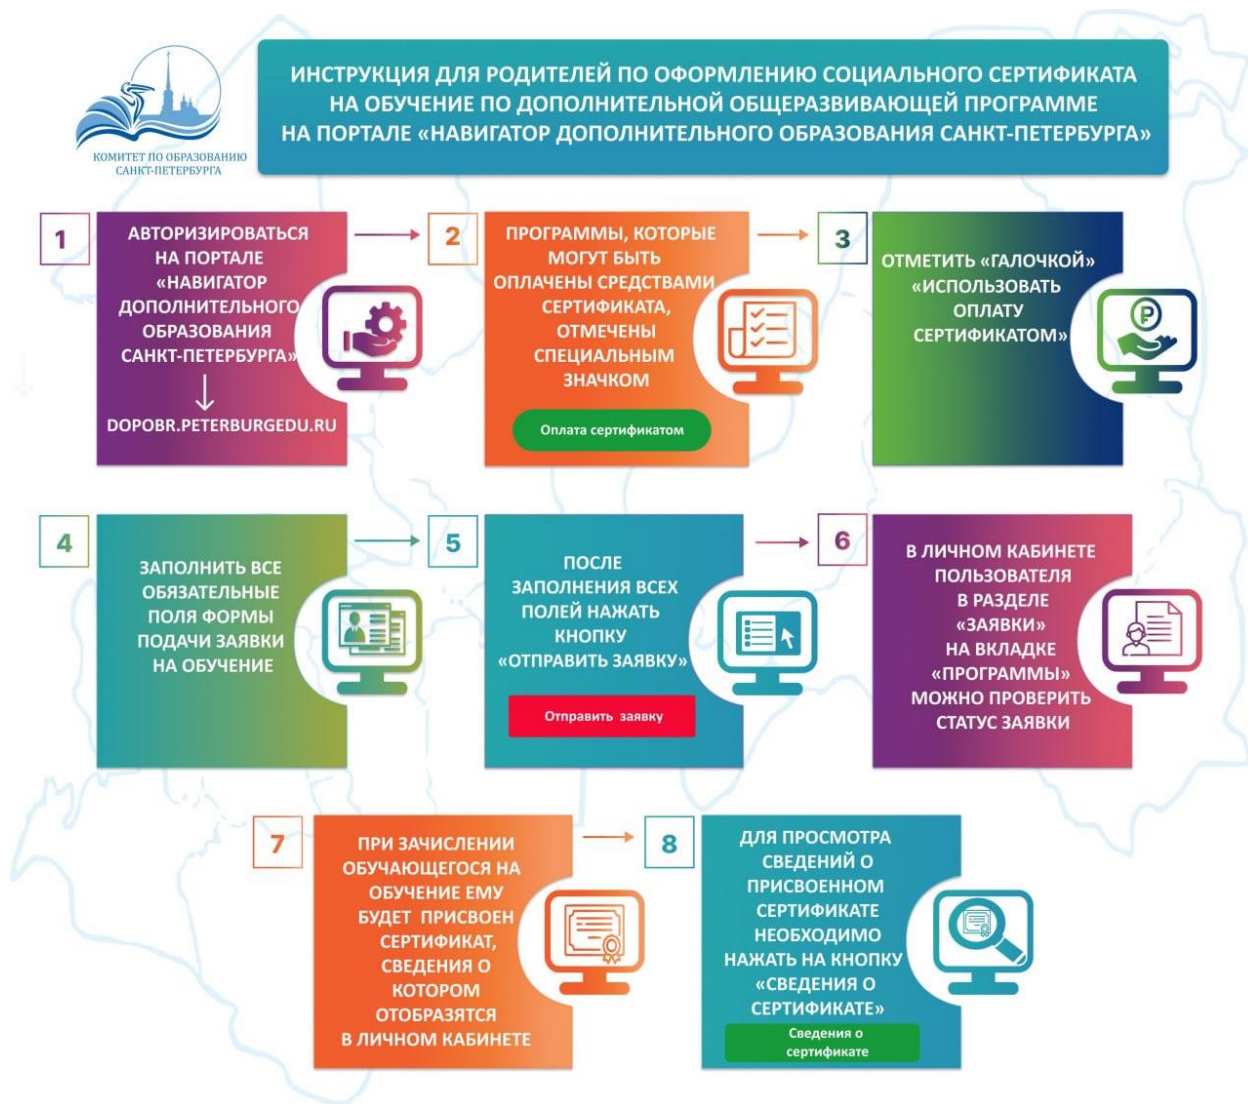 КОМИТЕТ ПО ОБРАЗОВАНИЮ
САНКТ-ПЕТЕРБУРГА
ИНСТРУКЦИЯ ДЛЯ РОДИТЕЛЕЙ ПО ОФОРМЛЕНИЮ СОЦИАЛЬНОГО СЕРТИФИКАТА
НА ОБУЧЕНИЕ ПО ДОПОЛНИТЕЛЬНОЙ ОБЩЕРАЗВИВАЮЩЕЙ ПРОГРАММЕ
НА ПОРТАЛЕ «НАВИГАТОР ДОПОЛНИТЕЛЬНОГО ОБРАЗОВАНИЯ САНКТ-ПЕТЕРБУРГА»
1
АВТОРИЗИРОВАТЬСЯ
НА ПОРТАЛЕ
«НАВИГАТОР
ДОПОЛНИТЕЛЬНОГО
ОБРАЗОВАНИЯ
САНКТ-ПЕТЕРБУРГА»
DOPOBR.PETERBURGEDU.RU
2
ПРОГРАММЫ, КОТОРЫЕ
МОГУТ БЫТЬ
ОПЛАЧЕНЫ СРЕДСТВАМИ
СЕРТИФИКАТА,
ОТМЕЧЕНЫ
СПЕЦИАЛЬНЫМ
ЗНАЧКОМ
Оплата сертификатом
3
ОТМЕТИТЬ «ГАЛОЧКОЙ»
«ИСПОЛЬЗОВАТЬ
ОПЛАТУ
СЕРТИФИКАТОМ»
4
ЗАПОЛНИТЬ ВСЕ
ОБЯЗАТЕЛЬНЫЕ
ПОЛЯ ФОРМЫ
ПОДАЧИ ЗАЯВКИ
НА ОБУЧЕНИЕ
5
ПОСЛЕ
ЗАПОЛНЕНИЯ ВСЕХ
ПОЛЕЙ НАЖАТЬ
КНОПКУ
«ОТПРАВИТЬ ЗАЯВКУ»
Отправить заявку
6
В ЛИЧНОМ КАБИНЕТЕ
ПОЛЬЗОВАТЕЛЯ
В РАЗДЕЛЕ
«ЗАЯВКИ»
НА ВКЛАДКЕ
«ПРОГРАММЫ»
МОЖНО ПРОВЕРИТЬ
СТАТУС ЗАЯВКИ
7
ПРИ ЗАЧИСЛЕНИИ
ОБУЧАЮЩЕГОСЯ НА
ОБУЧЕНИЕ ЕМУ
БУДЕТ ПРИСВОЕН
СЕРТИФИКАТ,
СВЕДЕНИЯ О
КОТОРОМ
ОТОБРАЗЯТСЯ
В ЛИЧНОМ КАБИНЕТЕ
8
ДЛЯ ПРОСМОТРА
СВЕДЕНИЙ О
ПРИСВОЕННОМ
СЕРТИФИКАТЕ
НЕОБХОДИМО
НАЖАТЬ НА КНОПКУ
«СВЕДЕНИЯ О
СЕРТИФИКАТЕ»
Сведения о
сертификате